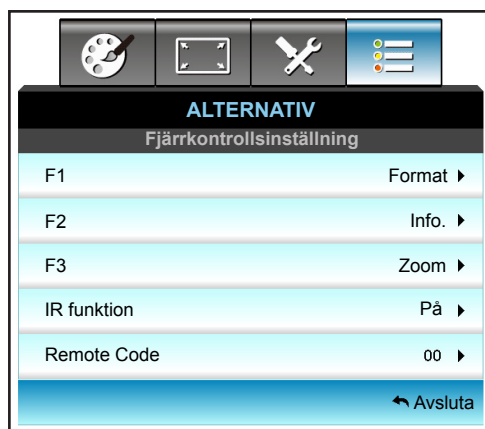 ALTERNATIV
Fjärrkontrollsinställning
F1 Format
F2 Info.
F3 Zoom
IR funktion På
Remote Code 00
Avsluta